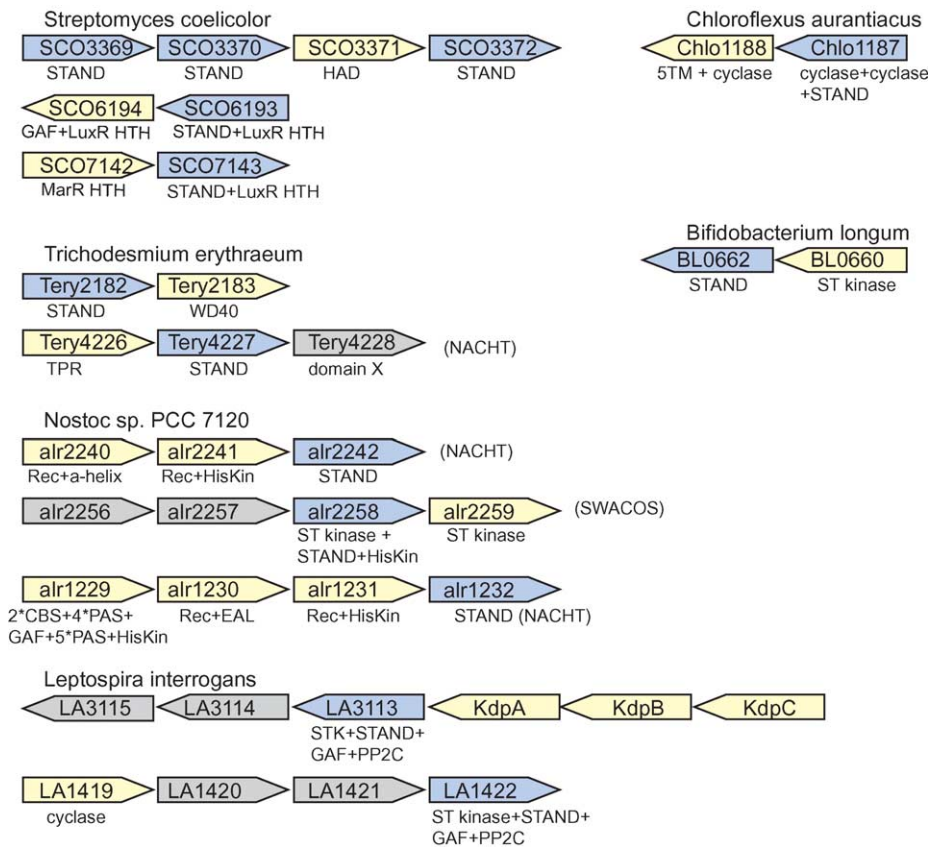 Streptomyces coelicolor
SCO3369 SCO3370 SCO3371 SCO3372
STAND STAND HAD STAND
SCO6194 SCO6193
GAF+LuxR HTH STAND+LuxR HTH
SCO7142 SCO7143
MarR HTH STAND+LuxR HTH
Chloroflexus aurantiacus
Chlo1188 Chlo1187
5TM + cyclase cyclase+cyclase
+STAND
Trichodesmium erythraeum
Tery2182 Tery2183
STAND WD40
Tery4226 Tery4227 Tery4228 (NACHT)
TPR STAND domain X
Bifidobacterium longum
BL0662 BL0660
STAND ST kinase
Nostoc sp. PCC 7120
alr2240 alr2241 alr2242 (NACHT)
Rec+a-helix Rec+HisKin STAND
alr2256 alr2257 alr2258 alr2259 (SWACOS)
ST kinase + ST kinase
STAND+HisKin
alr1229 alr1230 alr1231 alr1232
2*CBS+4*PAS+ Rec+EAL Rec+HisKin STAND (NACHT)
GAF+5*PAS+HisKin
Leptospira interrogans
LA3115 LA3114 LA3113 KdpA KdpB KdpC
STK+STAND+
GAF+PP2C
LA1419 LA1420 LA1421 LA1422
cyclase ST kinase+STAND+
GAF+PP2C